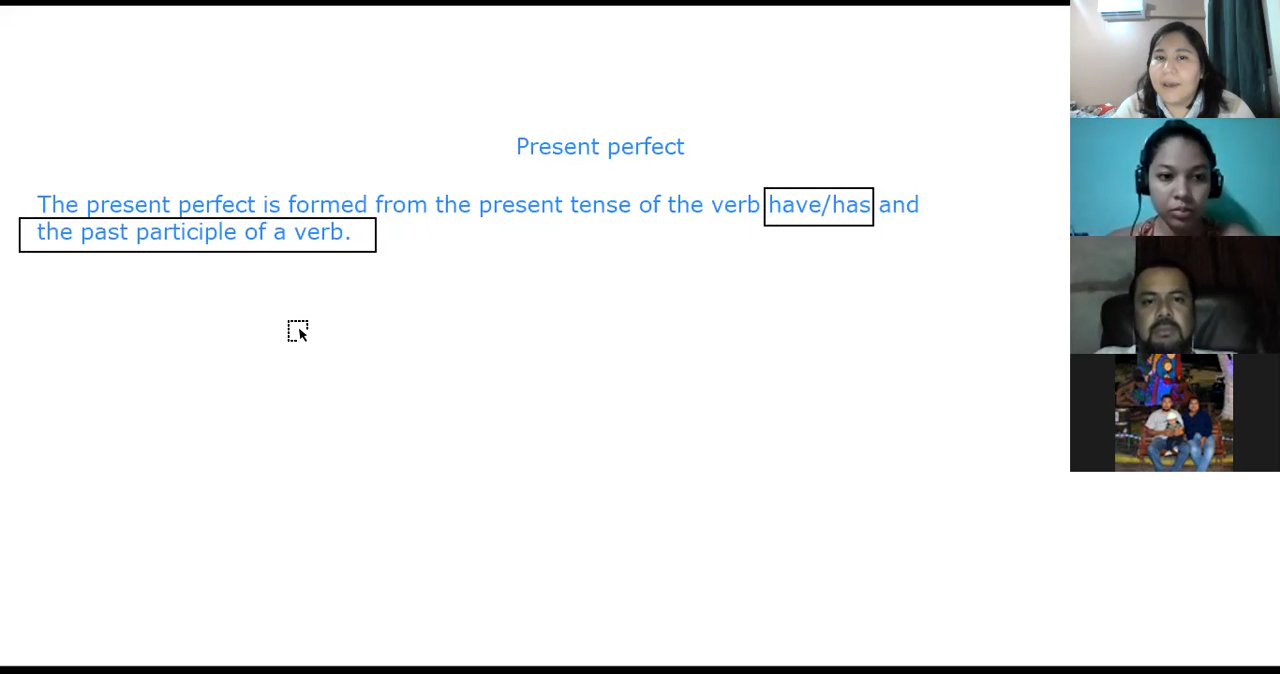 Present perfect
The present perfect is formed from the present tense of the verb have/has and
the past participle of a verb.